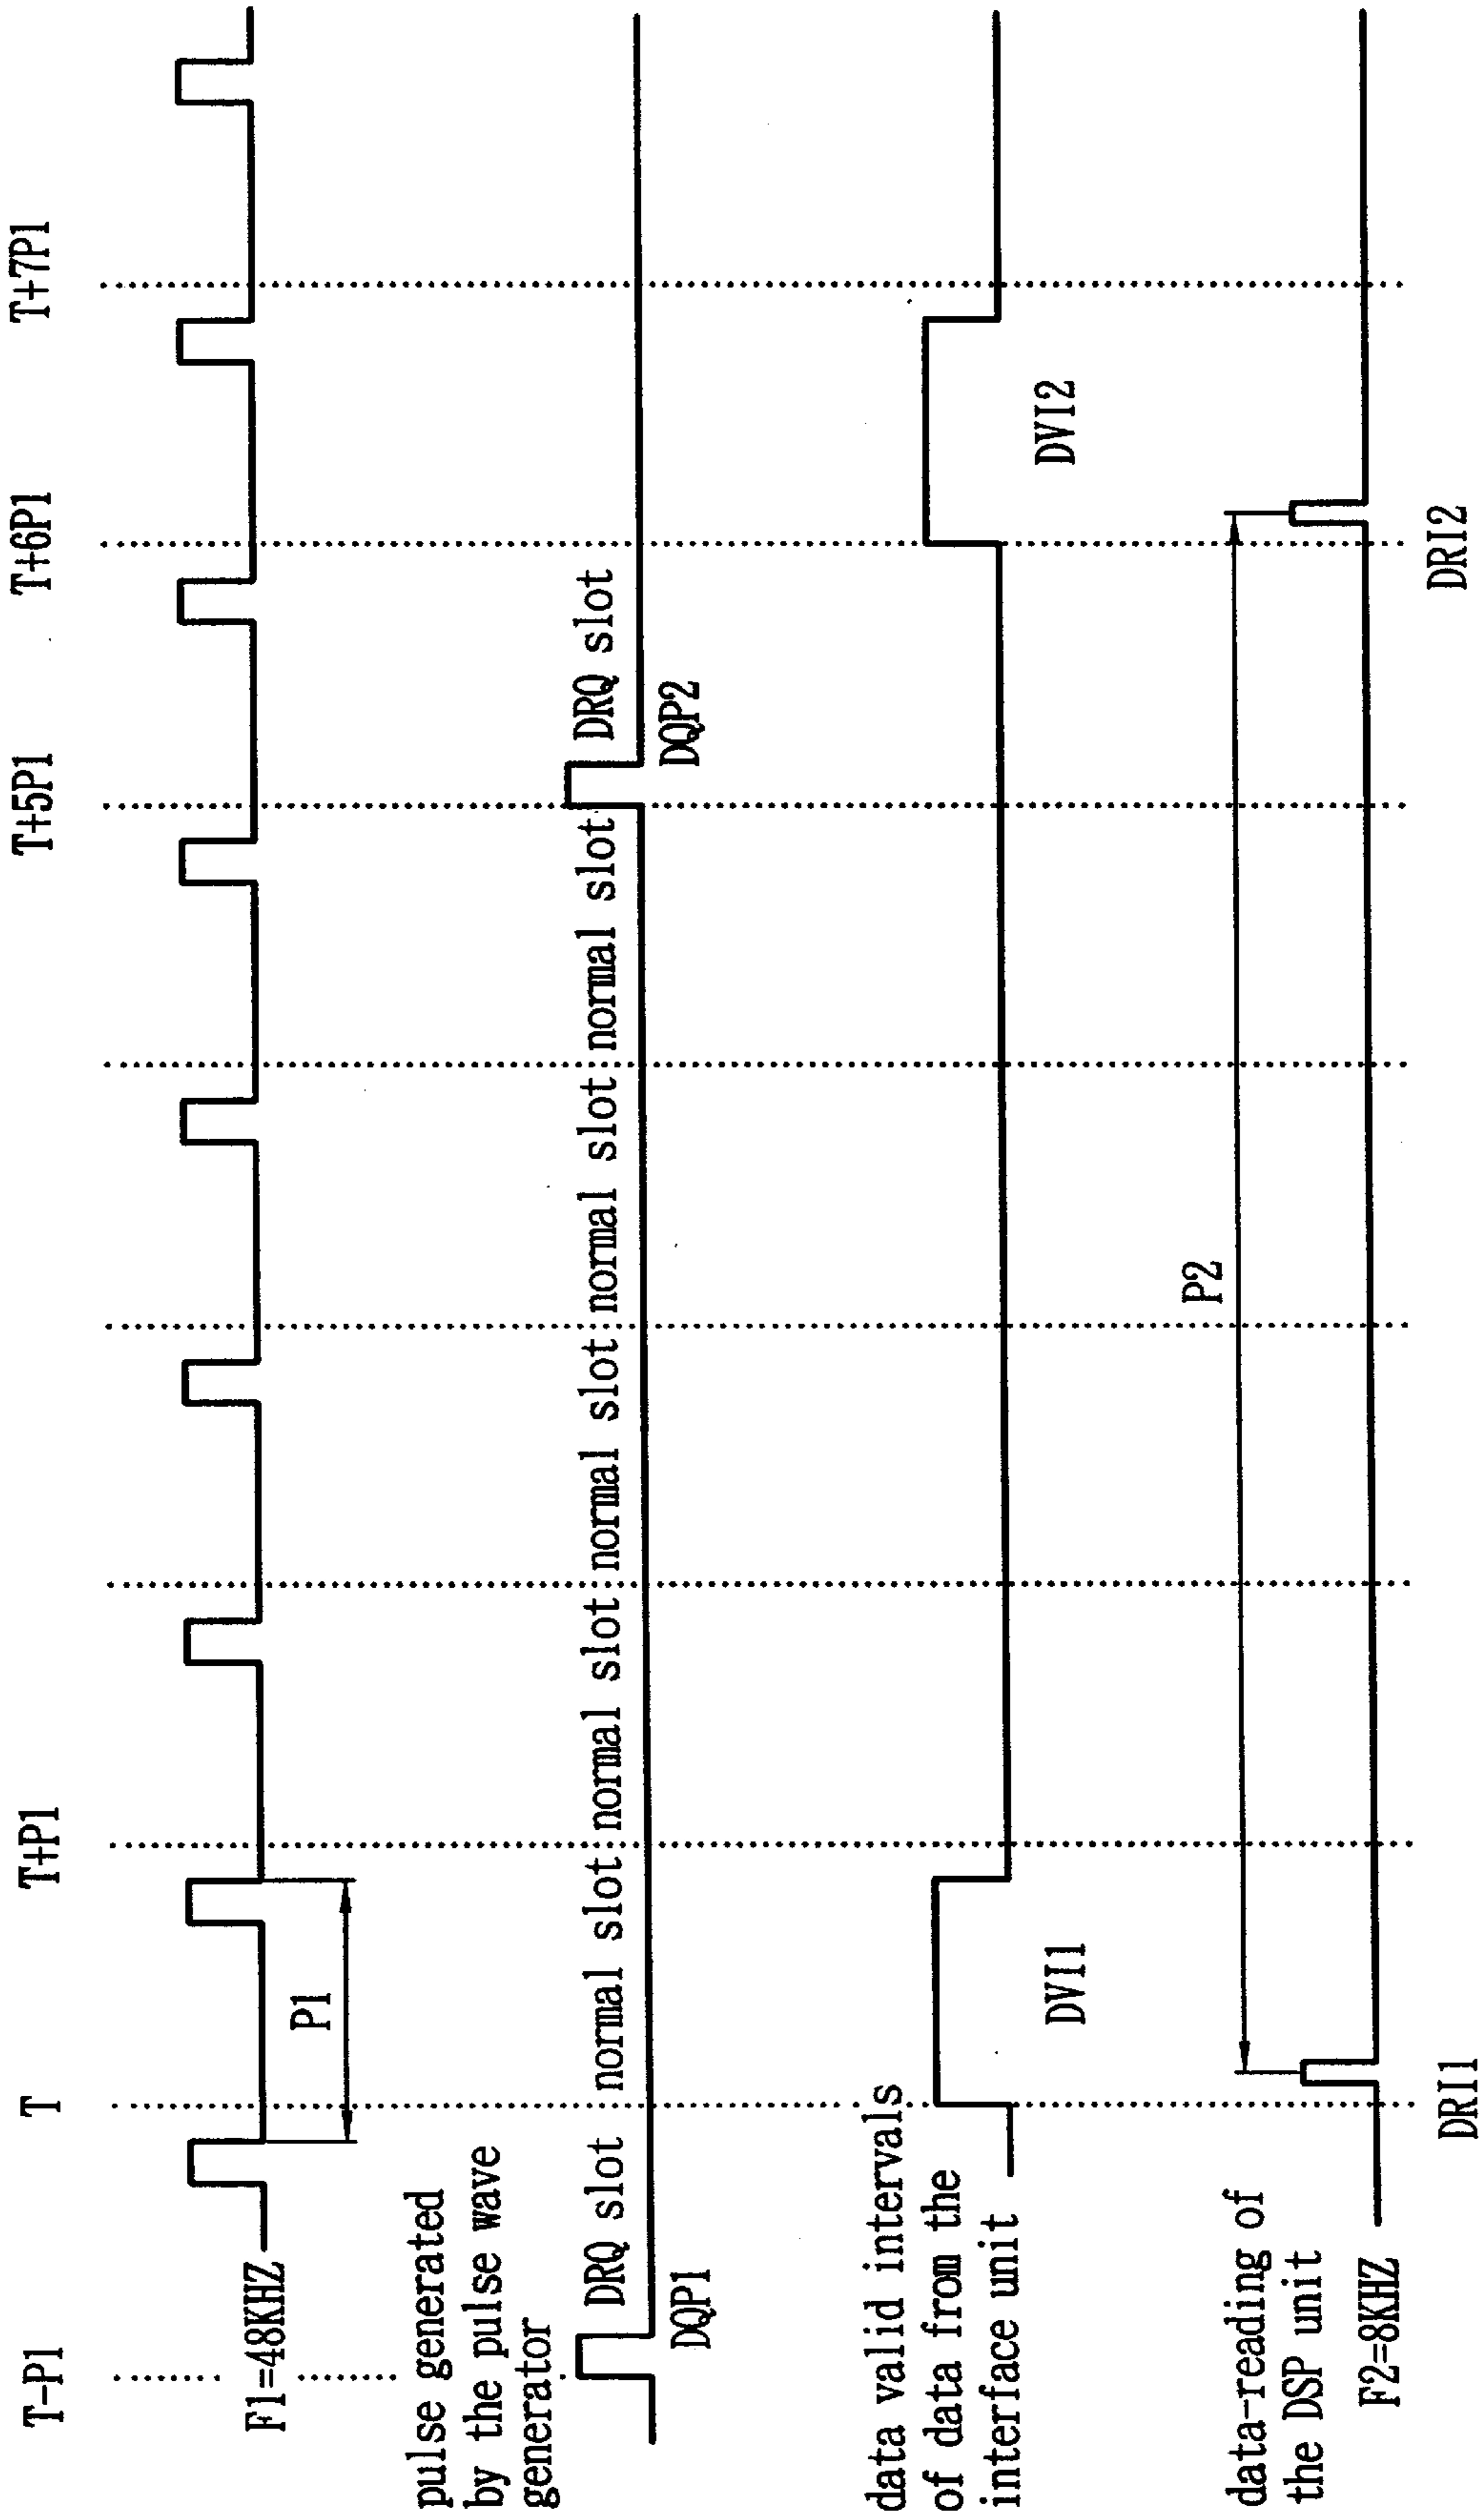 T-P1 T T+P1 T+5P1 T+6P1 T+7P1
F1=48KHZ
P1
pulse generated
by the pulse wave
generator
DRQ slot normal slot normal slot normal slot normal slot normal slot DRQ slot
DQP1 DQP2
data valid intervals
of data from the
interface unit
DVI1 DVI2
P2
data-reading of
the DSP unit
F2=8KHZ
DRI1 DRI2